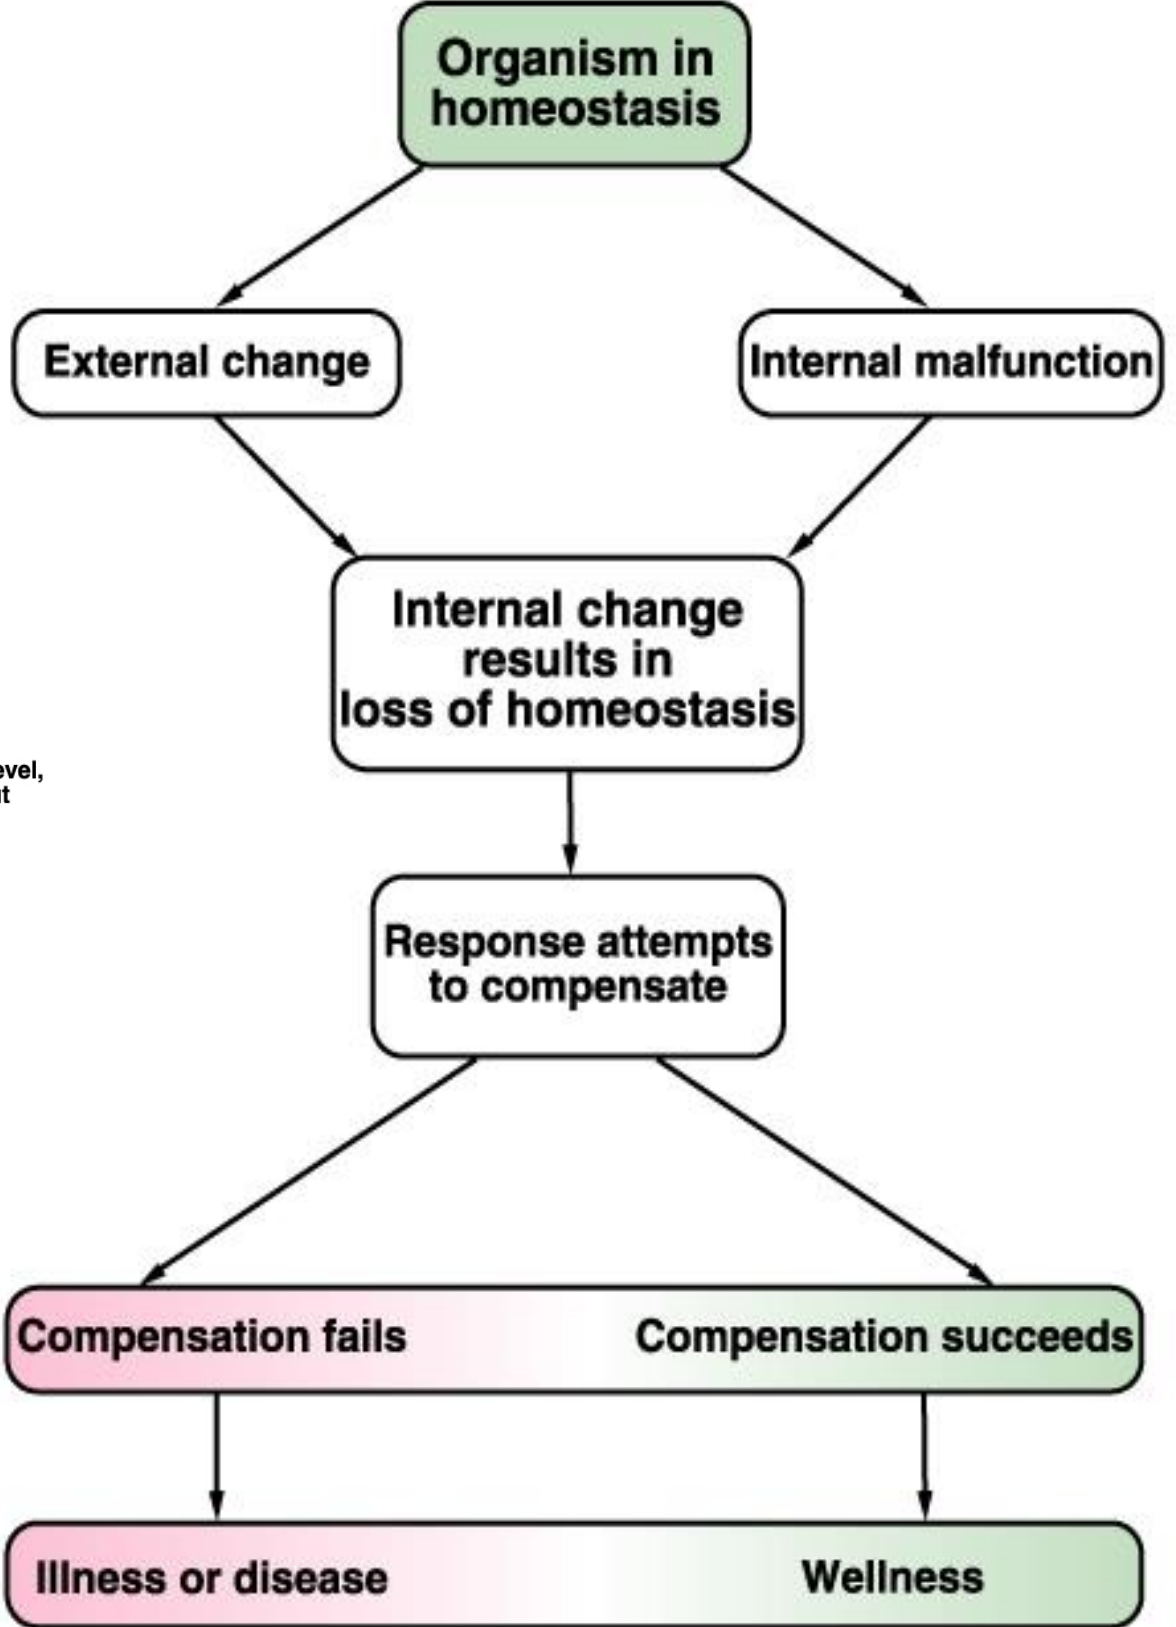 Organism in
homeostasis
External change
Internal malfunction
Internal change
results in
loss of homeostasis
Response attempts
to compensate
Compensation fails
Compensation succeeds
Illness or disease
Wellness